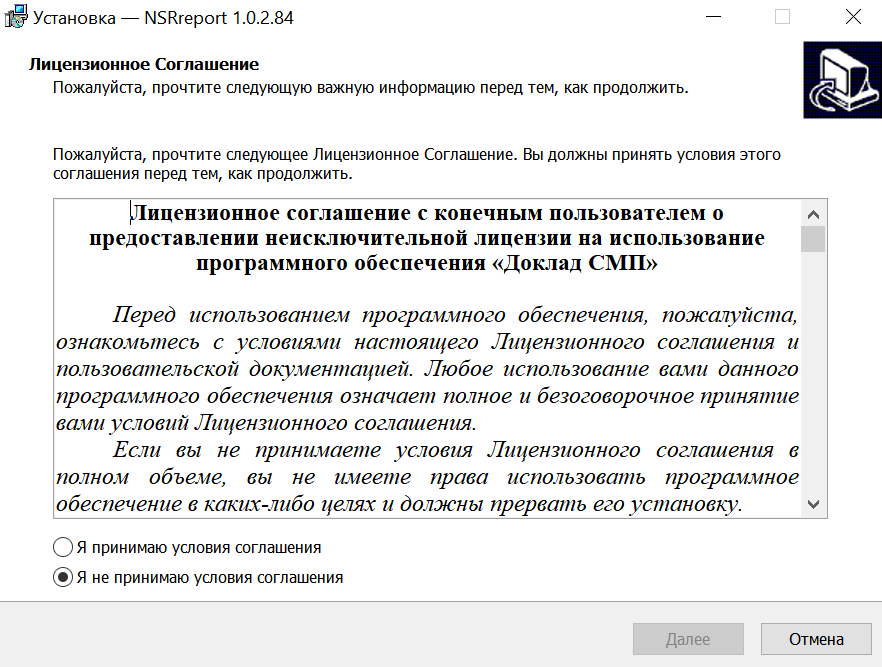 Установка — NSRreport 1.0.2.84
Лицензионное Соглашение
Пожалуйста, прочтите следующую важную информацию перед тем, как продолжить.
Пожалуйста, прочтите следующее Лицензионное Соглашение. Вы должны принять условия этого
соглашения перед тем, как продолжить.
Лицензионное соглашение с конечным пользователем о
предоставлении неисключительной лицензии на использование
программного обеспечения «Доклад СМП»
Перед использованием программного обеспечения, пожалуйста,
ознакомьтесь с условиями настоящего Лицензионного соглашения и
пользовательской документацией. Любое использование вами данного
программного обеспечения означает полное и безоговорочное принятие
вами условий Лицензионного соглашения.
Если вы не принимаете условия Лицензионного соглашения в
полном объеме, вы не имеете права использовать программное
обеспечение в каких-либо целях и должны прервать его установку.
Я принимаю условия соглашения
Я не принимаю условия соглашения
Далее
Отмена